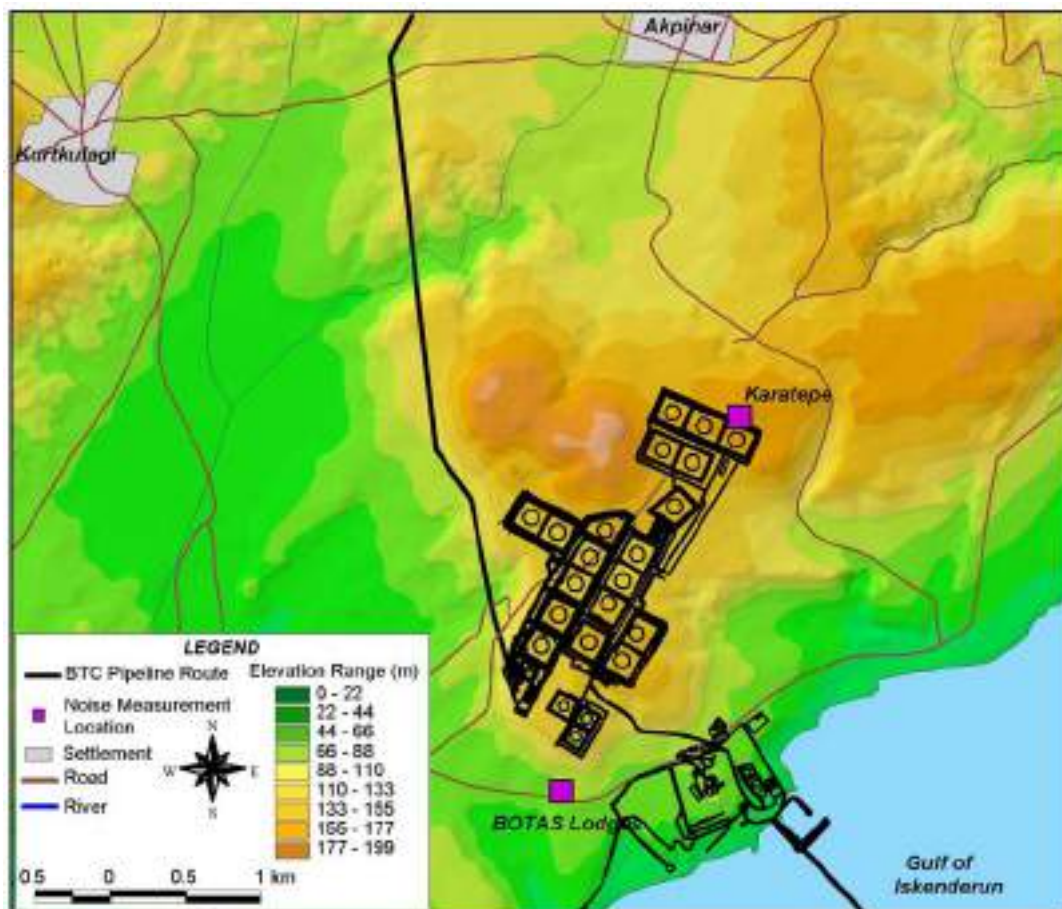 Akpinar
Kurtkulagi
Karatepe
LEGEND
BTC Pipeline Route
Noise Measurement
Location
Settlement
Road
River
N
W E
S
Elevation Range (m)
0 - 22
22 - 44
44 - 66
66 - 88
88 - 110
110 - 133
133 - 155
155 - 177
177 - 199
0.5 0 0.5 1 km
BOTAS Lodges
Gulf of
Iskenderun